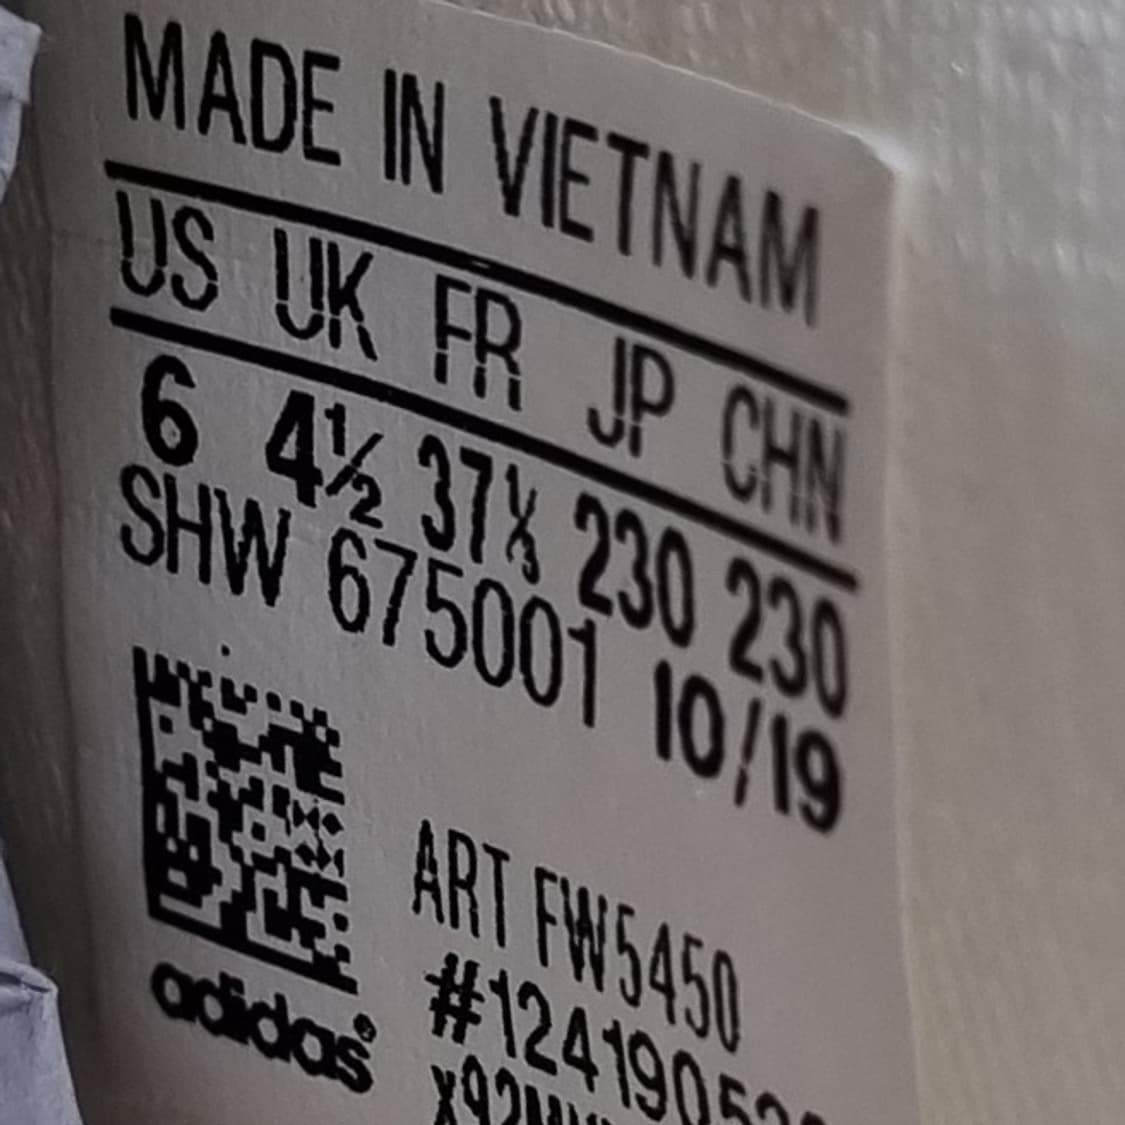 MADE IN VIETNAM
US UK FR JP CHN
6 4½ 37⅓ 230 230
SHW 675001 10/19
ART FW5450
adidas®